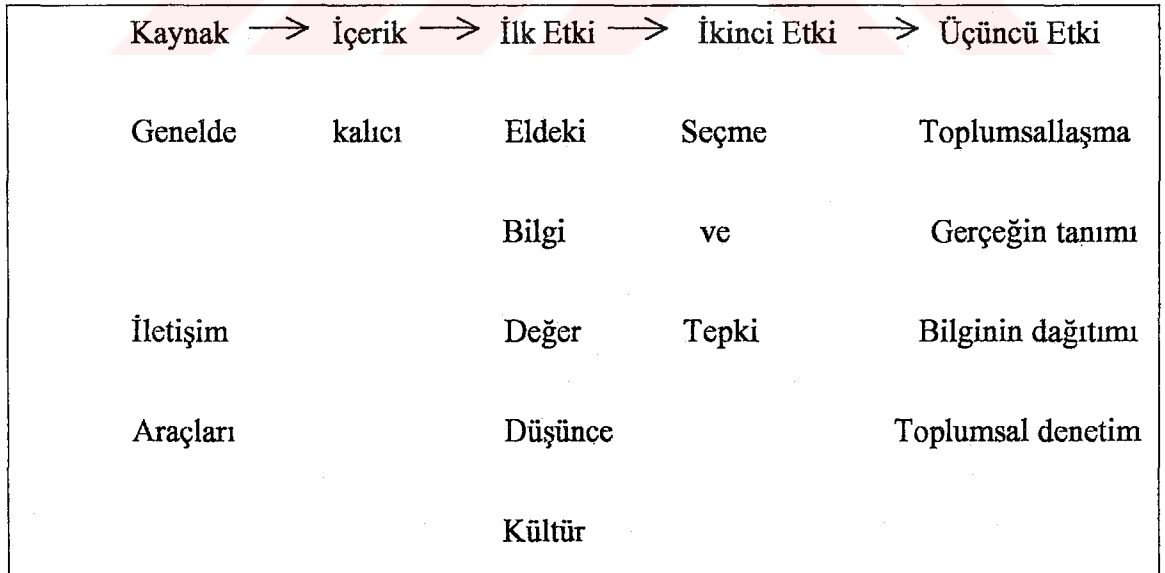 Kaynak → İçerik → İlk Etki → İkinci Etki → Üçüncü Etki
Genelde kalıcı Eldeki Seçme Toplumsallaşma
Bilgi ve Gerçeğin tanımı
İletişim Değer Tepki Bilginin dağıtımı
Araçları Düşünce Toplumsal denetim
Kültür